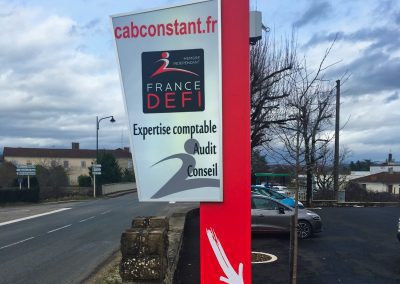 cabconstant.fr
MEMBRE
INDÉPENDANT
FRANCE
DEFI
Expertise comptable
Audit
Conseil